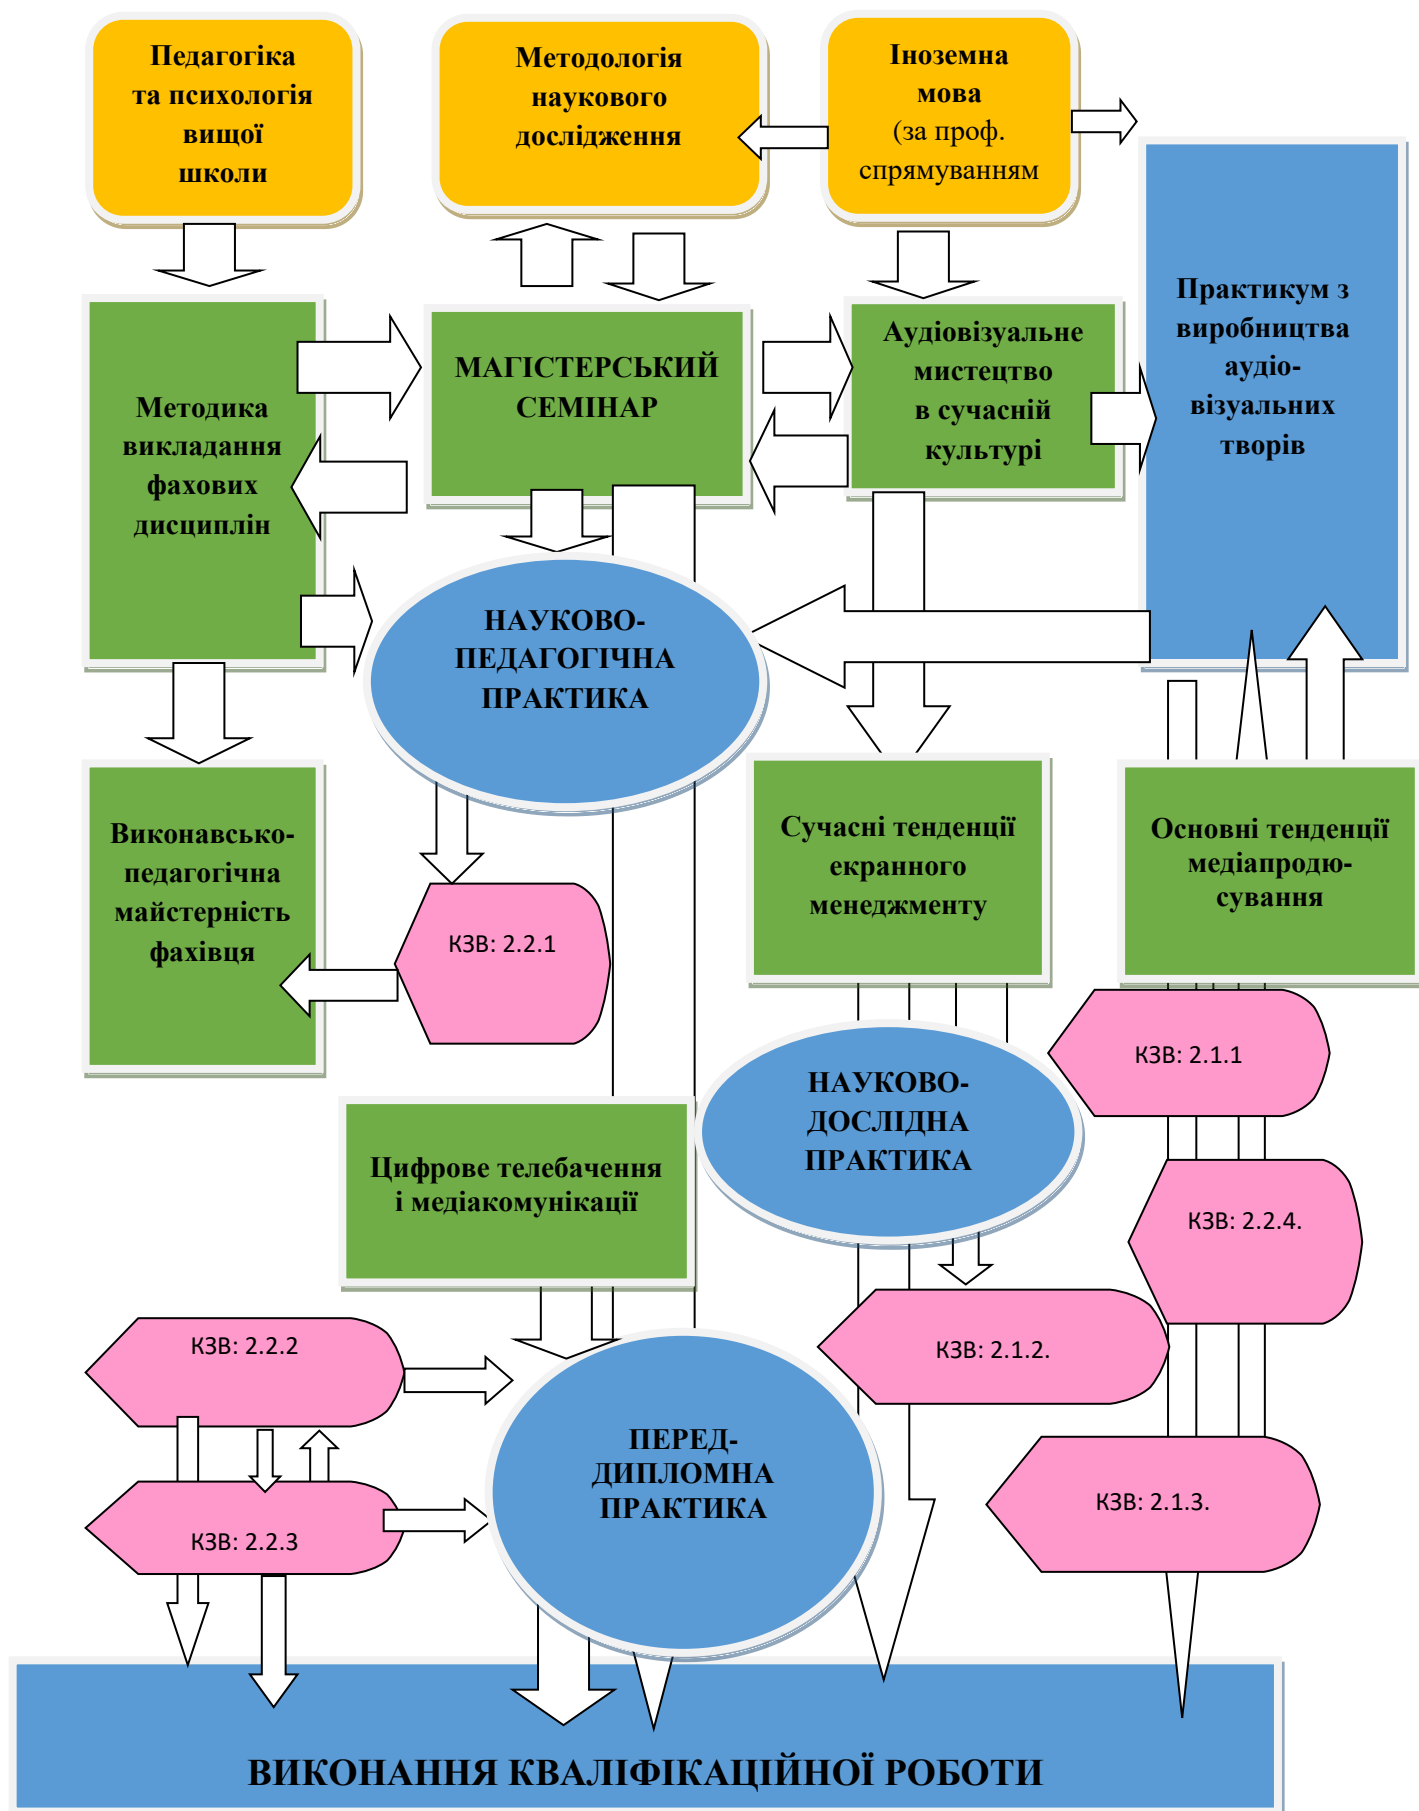 Педагогіка
та психологія
вищої
школи
Методологія
наукового
дослідження
Іноземна
мова
(за проф.
спрямуванням
Методика
викладання
фахових
дисциплін
МАГІСТЕРСЬКИЙ
СЕМІНАР
Аудіовізуальне
мистецтво
в сучасній
культурі
Практикум з
виробництва
аудіо-
візуальних
творів
НАУКОВО-
ПЕДАГОГІЧНА
ПРАКТИКА
Виконавсько-
педагогічна
майстерність
фахівця
КЗВ: 2.2.1
Сучасні тенденції
екранного
менеджменту
Основні тенденції
медіапродю-
сування
НАУКОВО-
ДОСЛІДНА
ПРАКТИКА
КЗВ: 2.1.1
Цифрове телебачення
і медіакомунікації
КЗВ: 2.2.4.
КЗВ: 2.2.2
КЗВ: 2.1.2.
ПЕРЕД-
ДИПЛОМНА
ПРАКТИКА
КЗВ: 2.2.3
КЗВ: 2.1.3.
ВИКОНАННЯ КВАЛІФІКАЦІЙНОЇ РОБОТИ